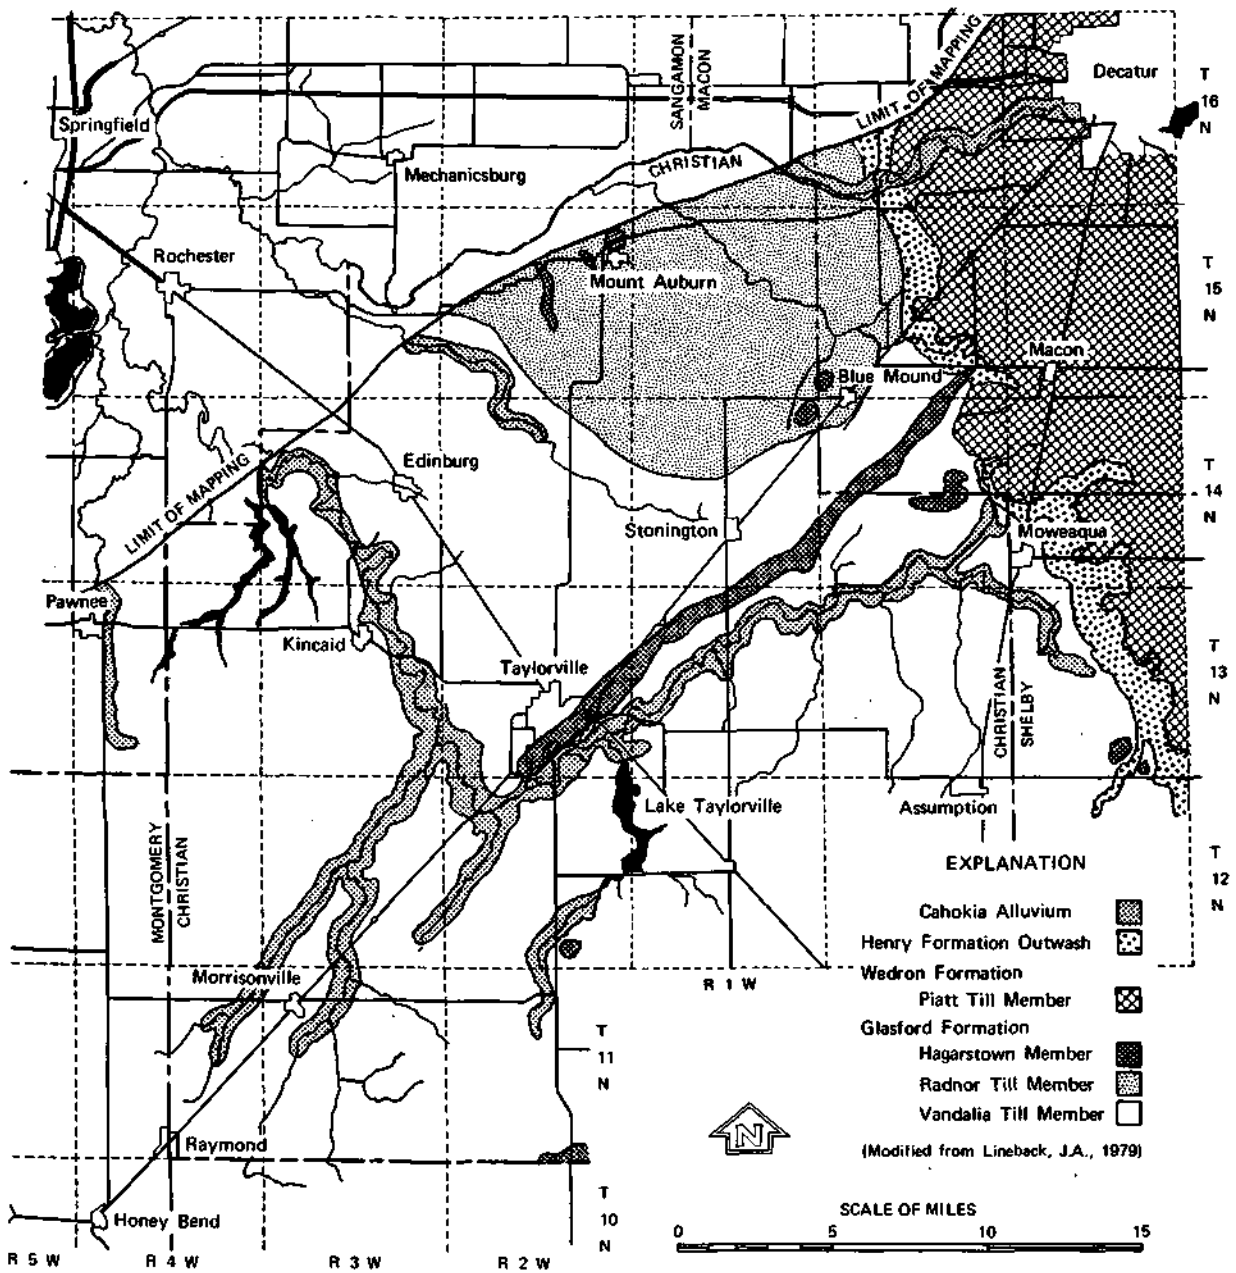 LIMIT OF MAPPING
Decatur
T
16
N
SANGAMON
MACON
Springfield
CHRISTIAN
Mechanicsburg
Rochester
Mount Auburn
T
15
N
Macon
Blue Mound
LIMIT OF MAPPING
Edinburg
T
14
N
Stonington
Moweaqua
Pawnee
Kincaid
Taylorville
T
13
N
CHRISTIAN
SHELBY
Lake Taylorville
Assumption
MONTGOMERY
CHRISTIAN
T
12
N
EXPLANATION
Cahokia Alluvium
Henry Formation Outwash
Wedron Formation
Piatt Till Member
Glasford Formation
Hagarstown Member
Radnor Till Member
Vandalia Till Member
(Modified from Lineback, J.A., 1979)
Morrisonville
R 1 W
T
11
N
Raymond
N
T
10
N
Honey Bend
SCALE OF MILES
0 5 10 15
R 5 W R 4 W R 3 W R 2 W